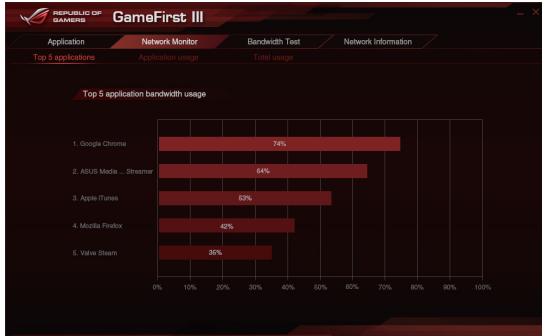 REPUBLIC OF
GAMERS
GameFirst III
Application Network Monitor Bandwidth Test Network Information
Top 5 applications Application usage Total usage
Top 5 application bandwidth usage
1. Google Chrome 74%
2. ASUS Media ... Streamer 64%
3. Apple iTunes 53%
4. Mozilla Firefox 42%
5. Valve Steam 35%
0% 10% 20% 30% 40% 50% 60% 70% 80% 90% 100%